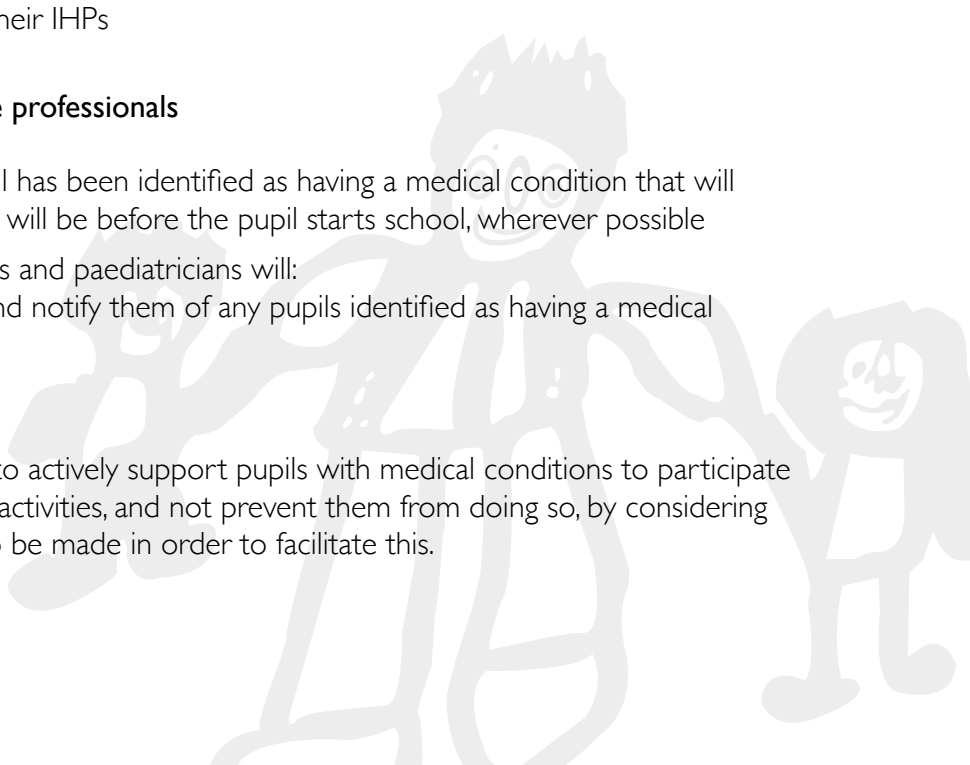 heir IHPs
e professionals
l has been identified as having a medical condition that will
will be before the pupil starts school, wherever possible
s and paediatricians will:
nd notify them of any pupils identified as having a medical
to actively support pupils with medical conditions to participate
activities, and not prevent them from doing so, by considering
o be made in order to facilitate this.